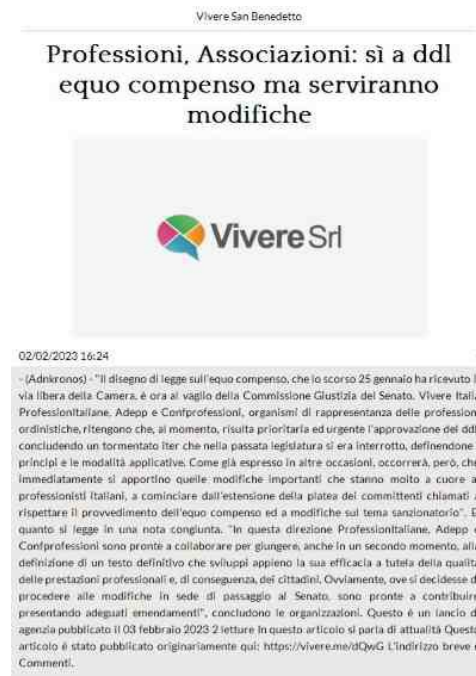 Vivere San Benedetto
Professioni, Associazioni: sì a ddl
equo compenso ma serviranno
modifiche
Vivere Srl
02/02/2023 16:24
- (Adnkronos) - "Il disegno di legge sull'equo compenso, che lo scorso 25 gennaio ha ricevuto i
via libera della Camera, è ora al vaglio della Commissione Giustizia del Senato. Vivere Itali
ProfessionItaliane, Adepp e Confprofessioni, organismi di rappresentanza delle profession
ordinistiche, ritengono che, al momento, risulta prioritaria ed urgente l'approvazione del ddl
concludendo un tormentato iter che nella passata legislatura si era interrotto, definendone
principi e le modalità applicative. Come già espresso in altre occasioni, occorrerà, però, che
immediatamente si apportino quelle modifiche importanti che stanno molto a cuore a
professionisti italiani, a cominciare dall'estensione della platea dei committenti chiamati a
rispettare il provvedimento dell'equo compenso ed a modifiche sul tema sanzionatorio". E
quanto si legge in una nota congiunta. "In questa direzione ProfessionItaliane, Adepp e
Confprofessioni sono pronte a collaborare per giungere, anche in un secondo momento, alla
definizione di un testo definitivo che sviluppi appieno la sua efficacia a tutela della qualità
delle prestazioni professionali e, di conseguenza, dei cittadini. Ovviamente, ove si decidesse d
procedere alle modifiche in sede di passaggio al Senato, sono pronte a contribuire
presentando adeguati emendamenti", concludono le organizzazioni. Questo è un lancio d
agenzia pubblicato il 03 febbraio 2023 2 letture In questo articolo si parla di attualità Questo
articolo è stato pubblicato originariamente qui: https://vivere.me/dQwG L'indirizzo breve è
Commenti.